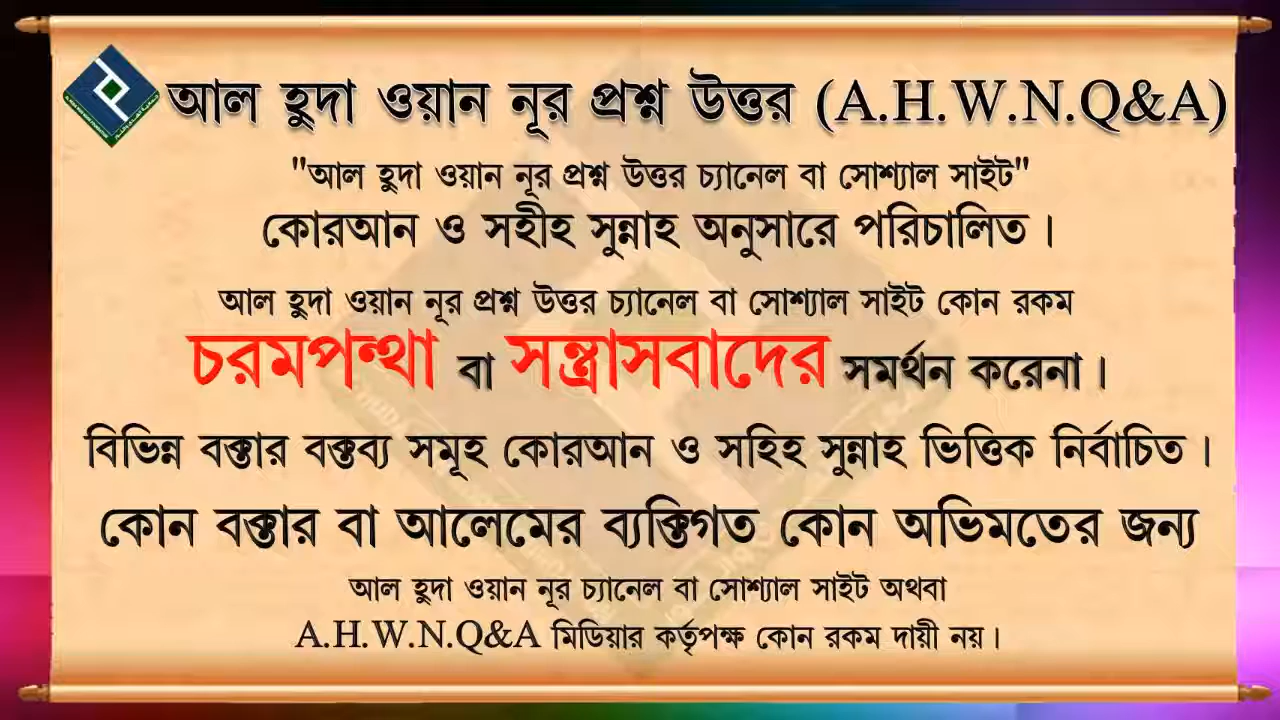 আল হুদা ওয়ান নূর প্রশ্ন উত্তর (A.H.W.N.Q&A)
"আল হুদা ওয়ান নূর প্রশ্ন উত্তর চ্যানেল বা সোশ্যাল সাইট"
কোরআন ও সহীহ সুন্নাহ অনুসারে পরিচালিত।
আল হুদা ওয়ান নূর প্রশ্ন উত্তর চ্যানেল বা সোশ্যাল সাইট কোন রকম
চরমপন্থা বা সন্ত্রাসবাদের সমর্থন করেনা।
বিভিন্ন বক্তার বক্তব্য সমূহ কোরআন ও সহিহ সুন্নাহ ভিত্তিক নির্বাচিত।
কোন বক্তার বা আলেমের ব্যক্তিগত কোন অভিমতের জন্য
আল হুদা ওয়ান নূর চ্যানেল বা সোশ্যাল সাইট অথবা
A.H.W.N.Q&A মিডিয়ার কর্তৃপক্ষ কোন রকম দায়ী নয়।